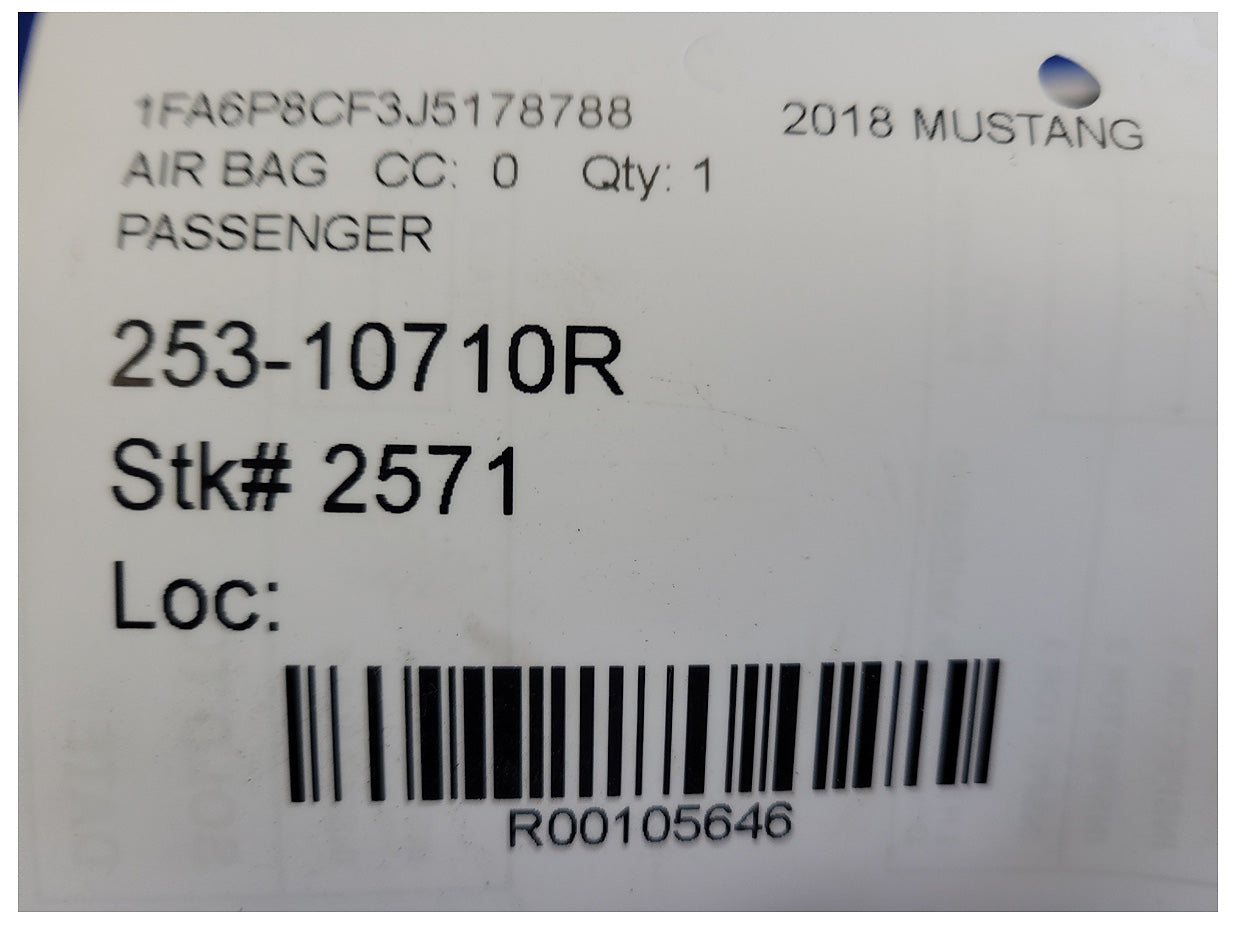 1FA6P8CF3J5178788 2018 MUSTANG
AIR BAG CC: 0 Qty: 1
PASSENGER
253-10710R
Stk# 2571
Loc:
R00105646